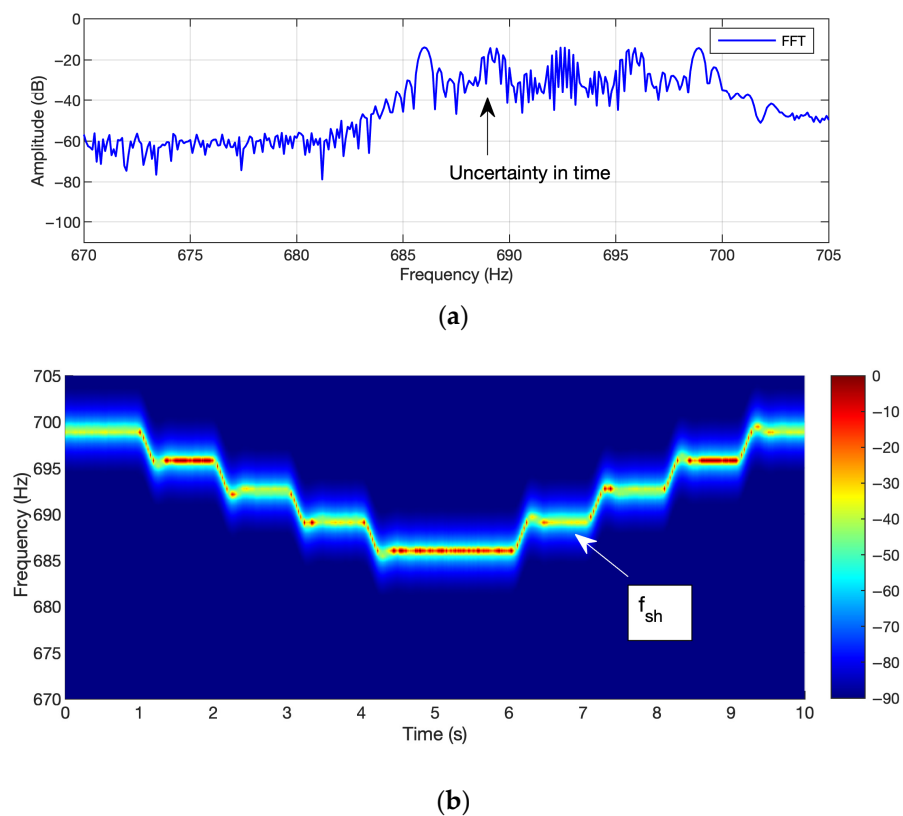 0
−20
−40
−60
−80
−100
Amplitude (dB)
FFT
Uncertainty in time
670 675 680 685 690 695 700 705
Frequency (Hz)
(a)
705
700
695
690
685
680
675
670
Frequency (Hz)
f_sh
0 1 2 3 4 5 6 7 8 9 10
Time (s)
0
−10
−20
−30
−40
−50
−60
−70
−80
−90
(b)